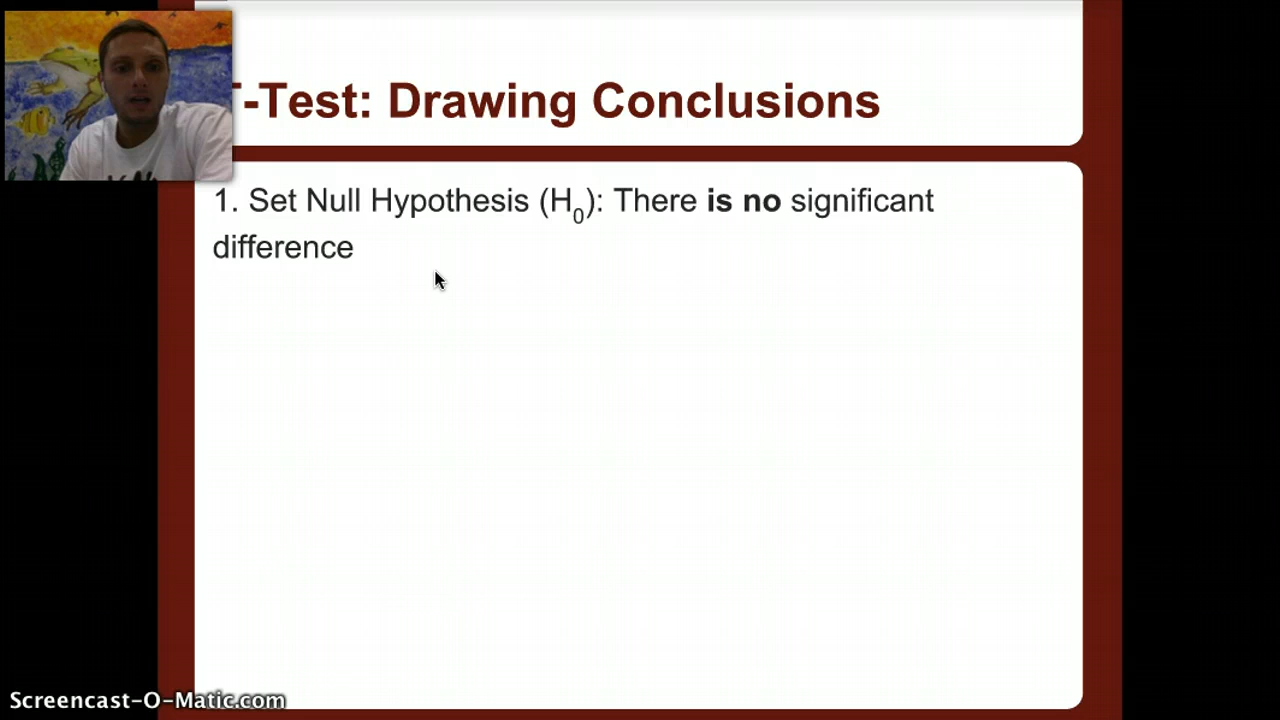 T-Test: Drawing Conclusions
1. Set Null Hypothesis (H0): There is no significant
difference
Screencast-O-Matic.com